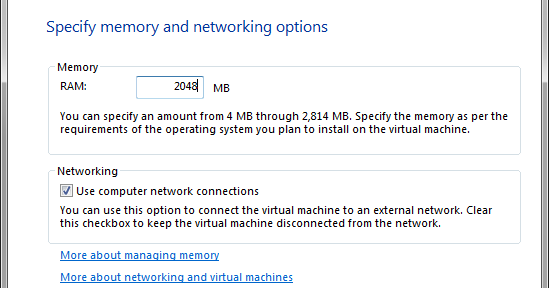 Specify memory and networking options
Memory
RAM: 2048 MB
You can specify an amount from 4 MB through 2,814 MB. Specify the memory as per the
requirements of the operating system you plan to install on the virtual machine.
Networking
Use computer network connections
You can use this option to connect the virtual machine to an external network. Clear
this checkbox to keep the virtual machine disconnected from the network.
More about managing memory
More about networking and virtual machines